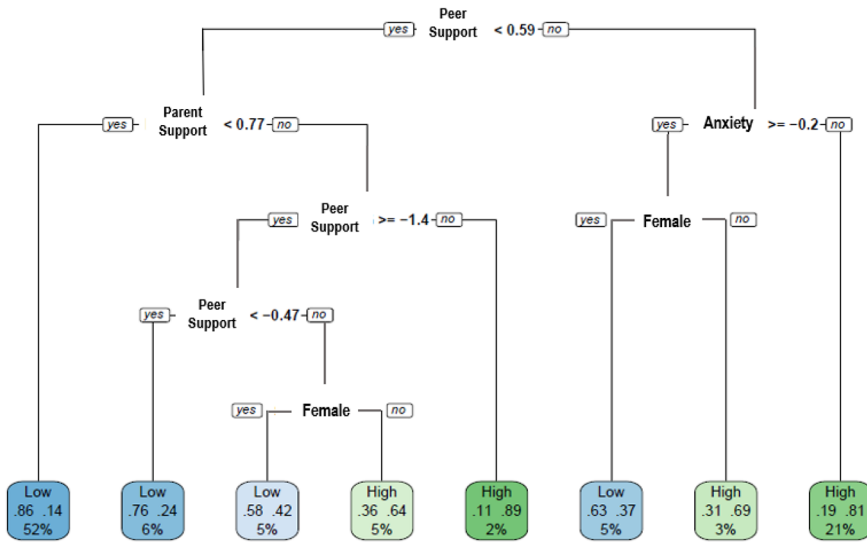 Peer
Support
yes < 0.59 no
Parent
Support
yes < 0.77 no
yes Anxiety >= −0.2 no
Peer
Support
yes >= −1.4 no
yes Female no
Peer
Support
yes < −0.47 no
yes Female no
Low
.86 .14
52%
Low
.76 .24
6%
Low
.58 .42
5%
High
.36 .64
5%
High
.11 .89
2%
Low
.63 .37
5%
High
.31 .69
3%
High
.19 .81
21%